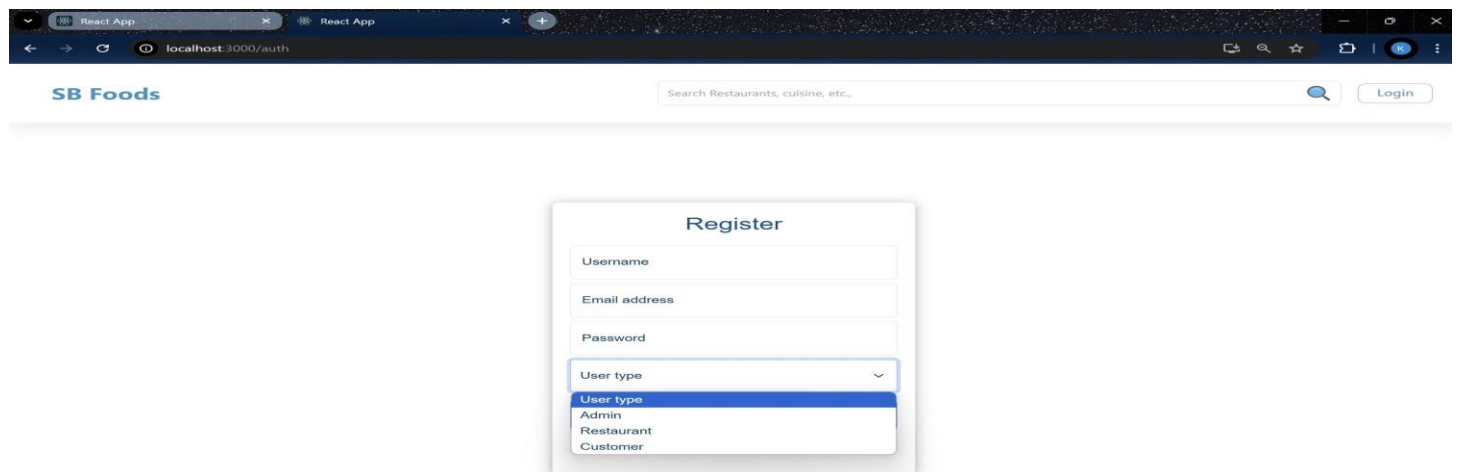 React App
React App
localhost:3000/auth
K
SB Foods
Search Restaurants, cuisine, etc.,
Login
Register
Username
Email address
Password
User type
User type
Admin
Restaurant
Customer